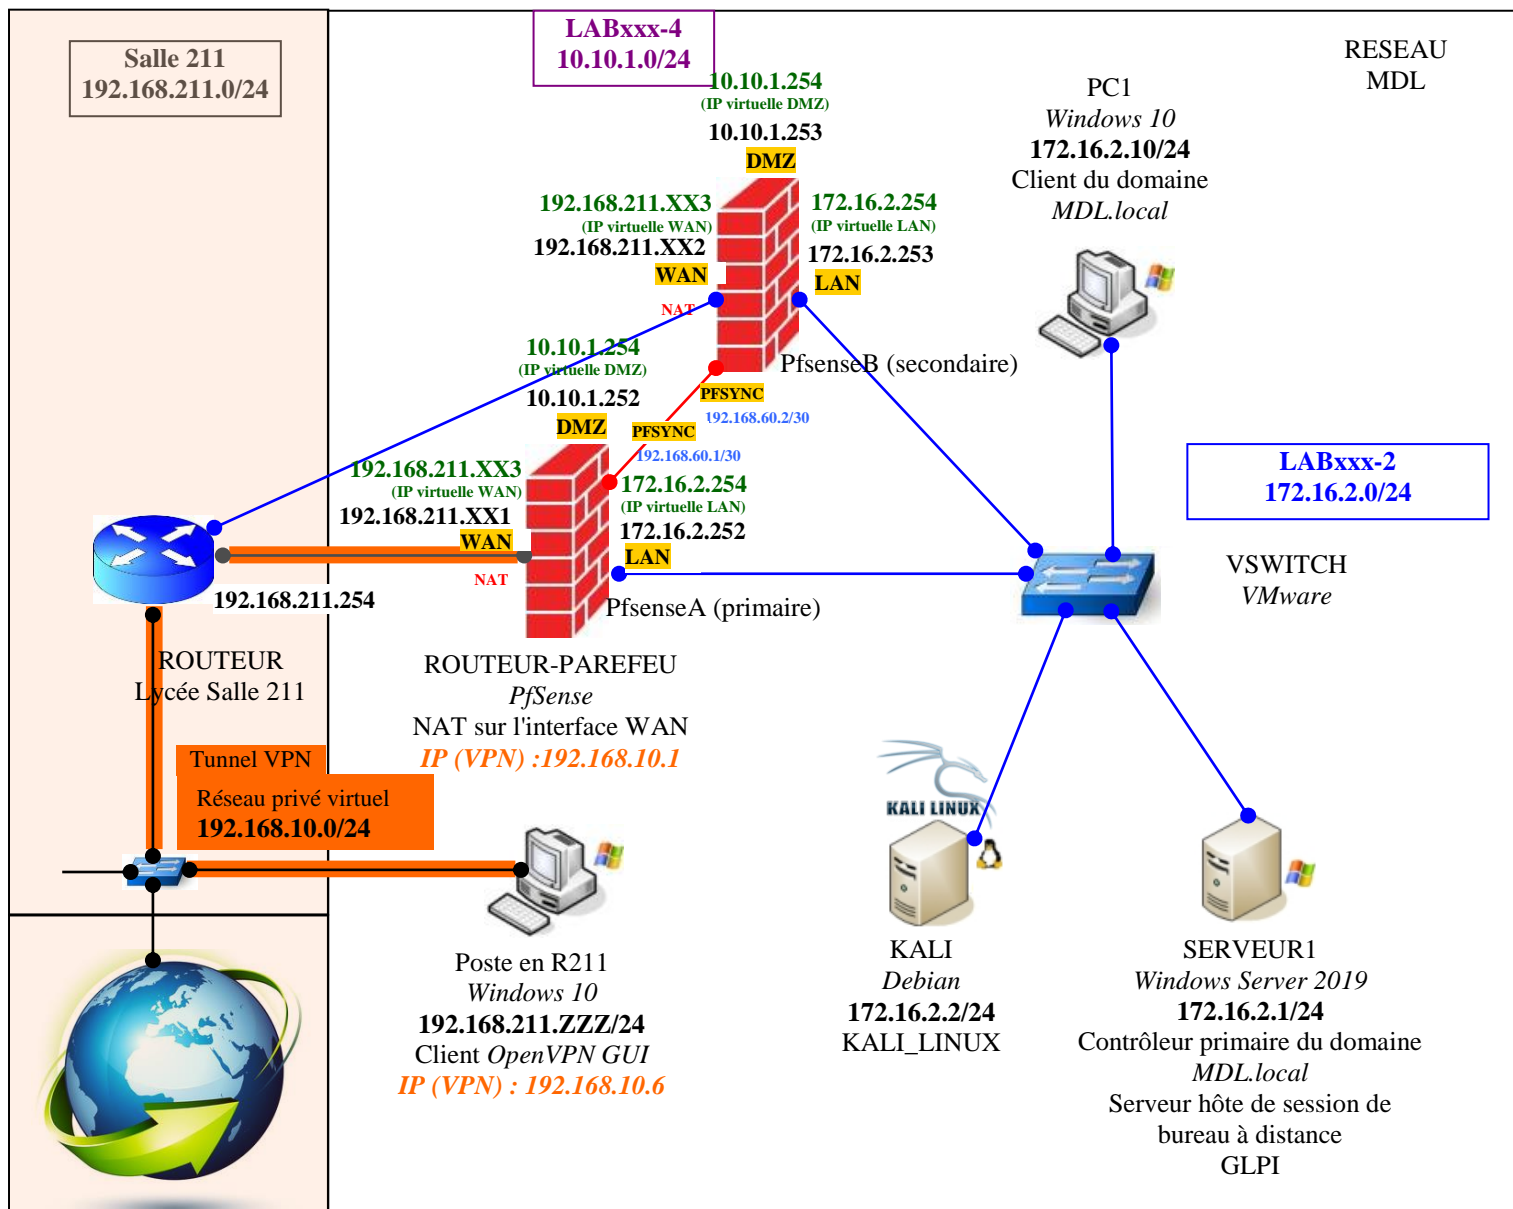 Salle 211
192.168.211.0/24
LABxxx-4
10.10.1.0/24
RESEAU
MDL
10.10.1.254
(IP virtuelle DMZ)
10.10.1.253
DMZ
192.168.211.XX3
(IP virtuelle WAN)
192.168.211.XX2
WAN
NAT
172.16.2.254
(IP virtuelle LAN)
172.16.2.253
LAN
PC1
Windows 10
172.16.2.10/24
Client du domaine
MDL.local
PfsenseB (secondaire)
PFSYNC
192.168.60.2/30
10.10.1.254
(IP virtuelle DMZ)
10.10.1.252
DMZ
PFSYNC
192.168.60.1/30
192.168.211.XX3
(IP virtuelle WAN)
192.168.211.XX1
WAN
NAT
172.16.2.254
(IP virtuelle LAN)
172.16.2.252
LAN
PfsenseA (primaire)
LABxxx-2
172.16.2.0/24
VSWITCH
VMware
192.168.211.254
ROUTEUR
Lycée Salle 211
ROUTEUR-PAREFEU
PfSense
NAT sur l'interface WAN
IP (VPN) :192.168.10.1
Tunnel VPN
Réseau privé virtuel
192.168.10.0/24
Poste en R211
Windows 10
192.168.211.ZZZ/24
Client OpenVPN GUI
IP (VPN) : 192.168.10.6
KALI LINUX
KALI
Debian
172.16.2.2/24
KALI_LINUX
SERVEUR1
Windows Server 2019
172.16.2.1/24
Contrôleur primaire du domaine
MDL.local
Serveur hôte de session de
bureau à distance
GLPI